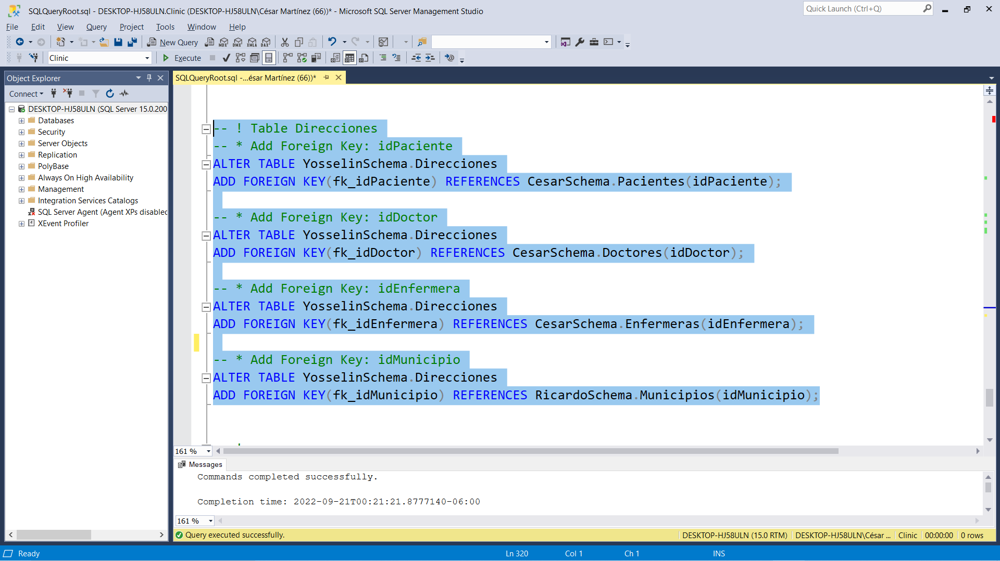 SQLQueryRoot.sql - DESKTOP-HJ58ULN.Clinic (DESKTOP-HJ58ULN\César Martínez (66))* - Microsoft SQL Server Management Studio
Quick Launch (Ctrl+Q)
File Edit View Query Project Tools Window Help
New Query MDX DMX XMLA DAX
Clinic Execute
Object Explorer
SQLQueryRoot.sql -...ésar Martínez (66))*
Connect
DESKTOP-HJ58ULN (SQL Server 15.0.200
Databases
Security
Server Objects
Replication
PolyBase
Always On High Availability
Management
Integration Services Catalogs
SQL Server Agent (Agent XPs disabled
XEvent Profiler
-- ! Table Direcciones
-- * Add Foreign Key: idPaciente
ALTER TABLE YosselinSchema.Direcciones
ADD FOREIGN KEY(fk_idPaciente) REFERENCES CesarSchema.Pacientes(idPaciente);
-- * Add Foreign Key: idDoctor
ALTER TABLE YosselinSchema.Direcciones
ADD FOREIGN KEY(fk_idDoctor) REFERENCES CesarSchema.Doctores(idDoctor);
-- * Add Foreign Key: idEnfermera
ALTER TABLE YosselinSchema.Direcciones
ADD FOREIGN KEY(fk_idEnfermera) REFERENCES CesarSchema.Enfermeras(idEnfermera);
-- * Add Foreign Key: idMunicipio
ALTER TABLE YosselinSchema.Direcciones
ADD FOREIGN KEY(fk_idMunicipio) REFERENCES RicardoSchema.Municipios(idMunicipio);
161 %
Messages
Commands completed successfully.
Completion time: 2022-09-21T00:21:21.8777140-06:00
161 %
Query executed successfully. DESKTOP-HJ58ULN (15.0 RTM) DESKTOP-HJ58ULN\César ... Clinic 00:00:00 0 rows
Ready Ln 320 Col 1 Ch 1 INS